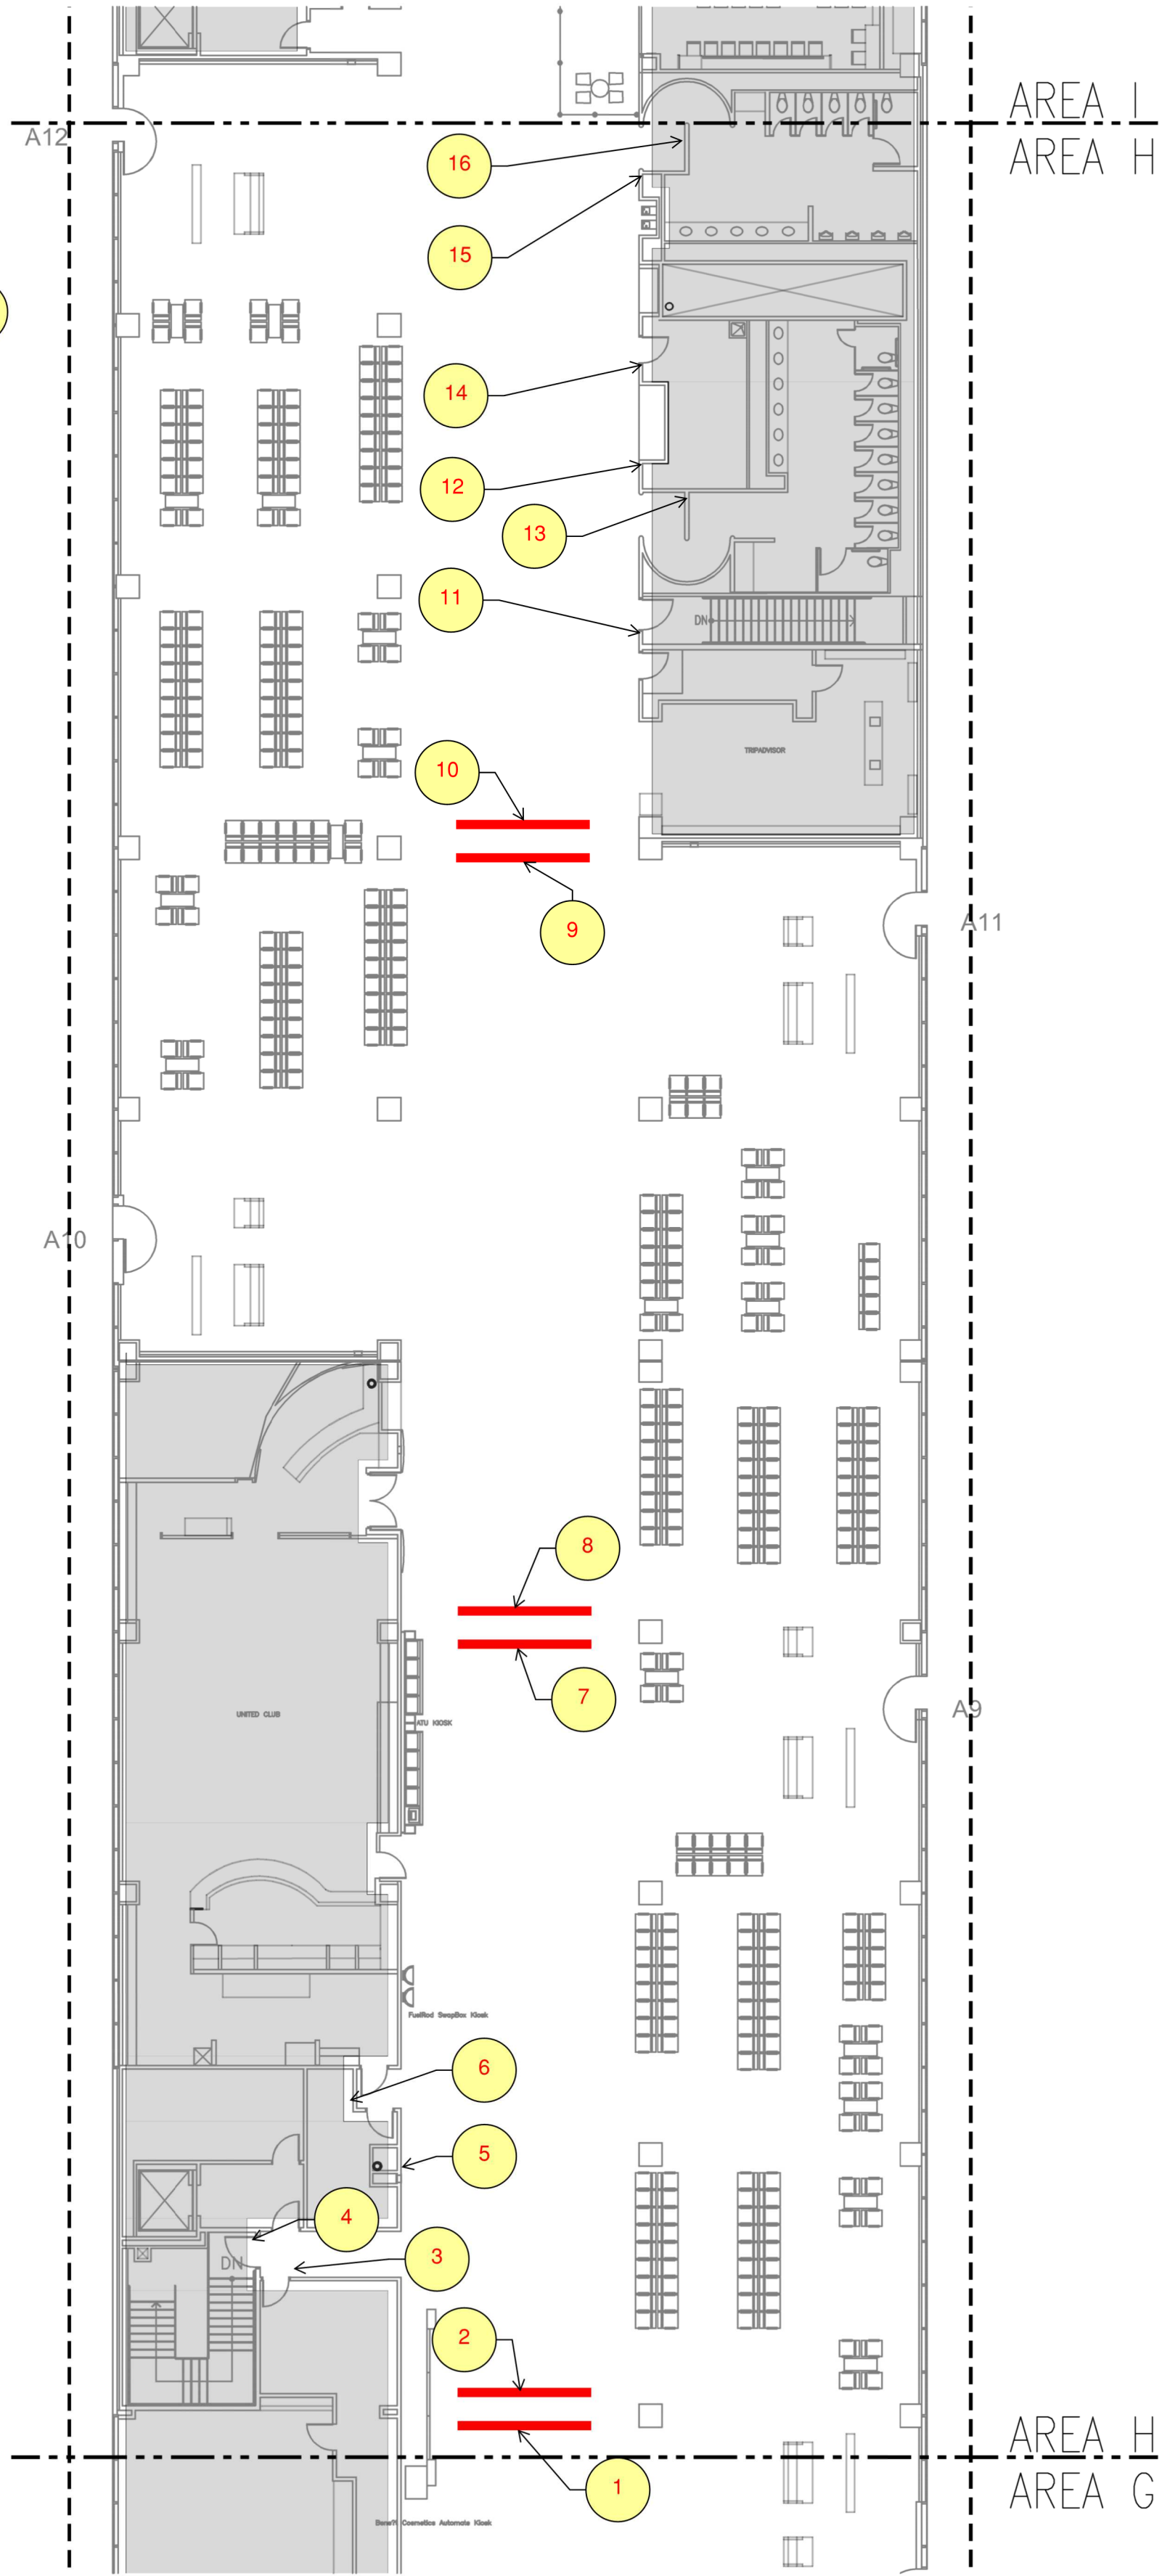 AREA I
A12
AREA H
16
15
14
12
13
11
DN
TRIPADVISOR
10
9
A11
A10
8
7
UNITED CLUB
ATU KIOSK
A9
FuelRod SwapBox Kiosk
6
5
4
3
DN
2
AREA H
1
AREA G
Benefit Cosmetics Automate Kiosk